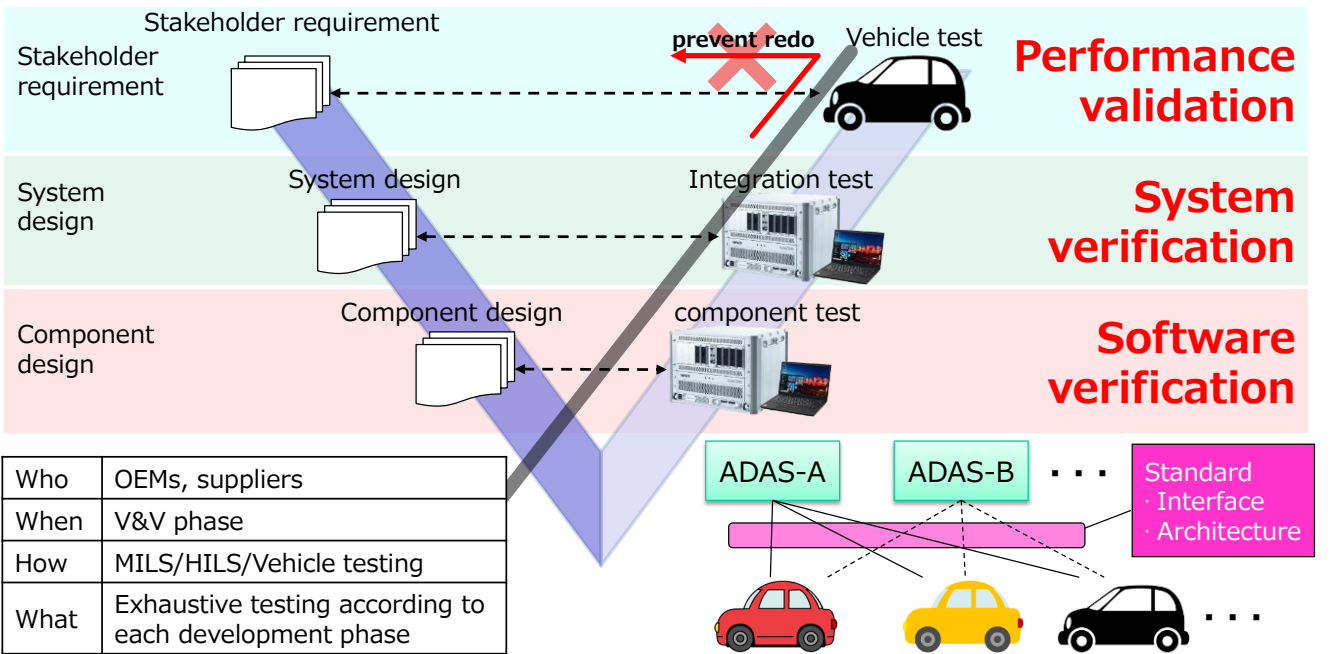 Stakeholder requirement
Stakeholder
requirement
prevent redo
Vehicle test
Performance
validation
System
design
System design
Integration test
System
verification
Component
design
Component design
component test
Software
verification
Who
OEMs, suppliers
When
V&V phase
How
MILS/HILS/Vehicle testing
What
Exhaustive testing according to
each development phase
ADAS-A
ADAS-B
・・・
Standard
· Interface
· Architecture
・・・